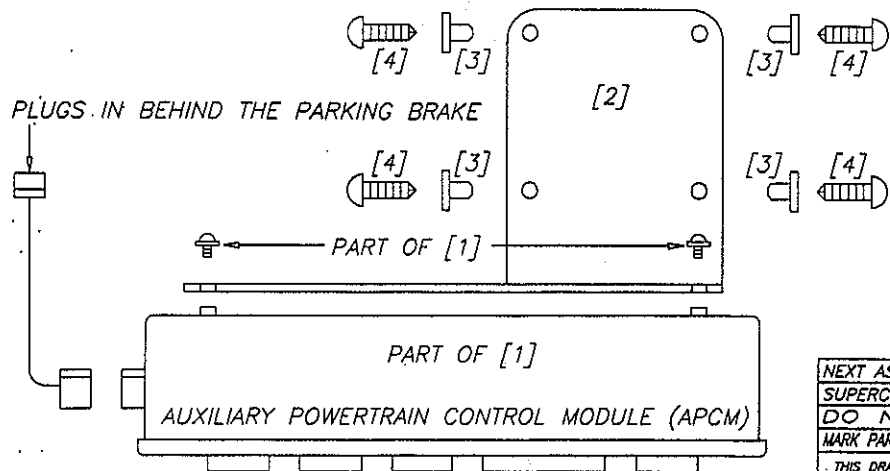 [4] [3] [3] [4]
[2]
PLUGS IN BEHIND THE PARKING BRAKE
[4] [3] [3] [4]
PART OF [1]
PART OF [1]
AUXILIARY POWERTRAIN CONTROL MODULE (APCM)
NEXT AS
SUPERC
DO N
MARK PAR
THIS DRA